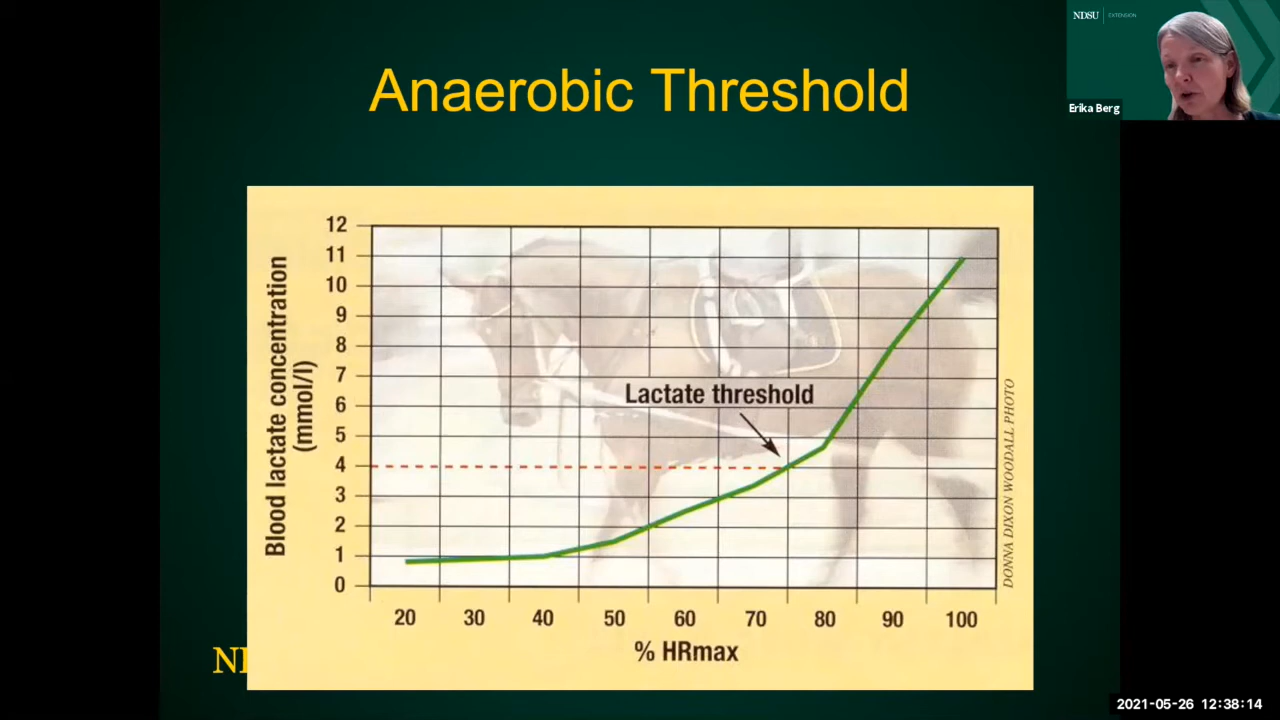 Anaerobic Threshold
NDSU EXTENSION
Erika Berg
Blood lactate concentration
(mmol/l)
12
11
10
9
8
7
6
5
4
3
2
1
0
Lactate threshold
20 30 40 50 60 70 80 90 100
% HRmax
DONNA DIXON WOODALL PHOTO
2021-05-26 12:38:14